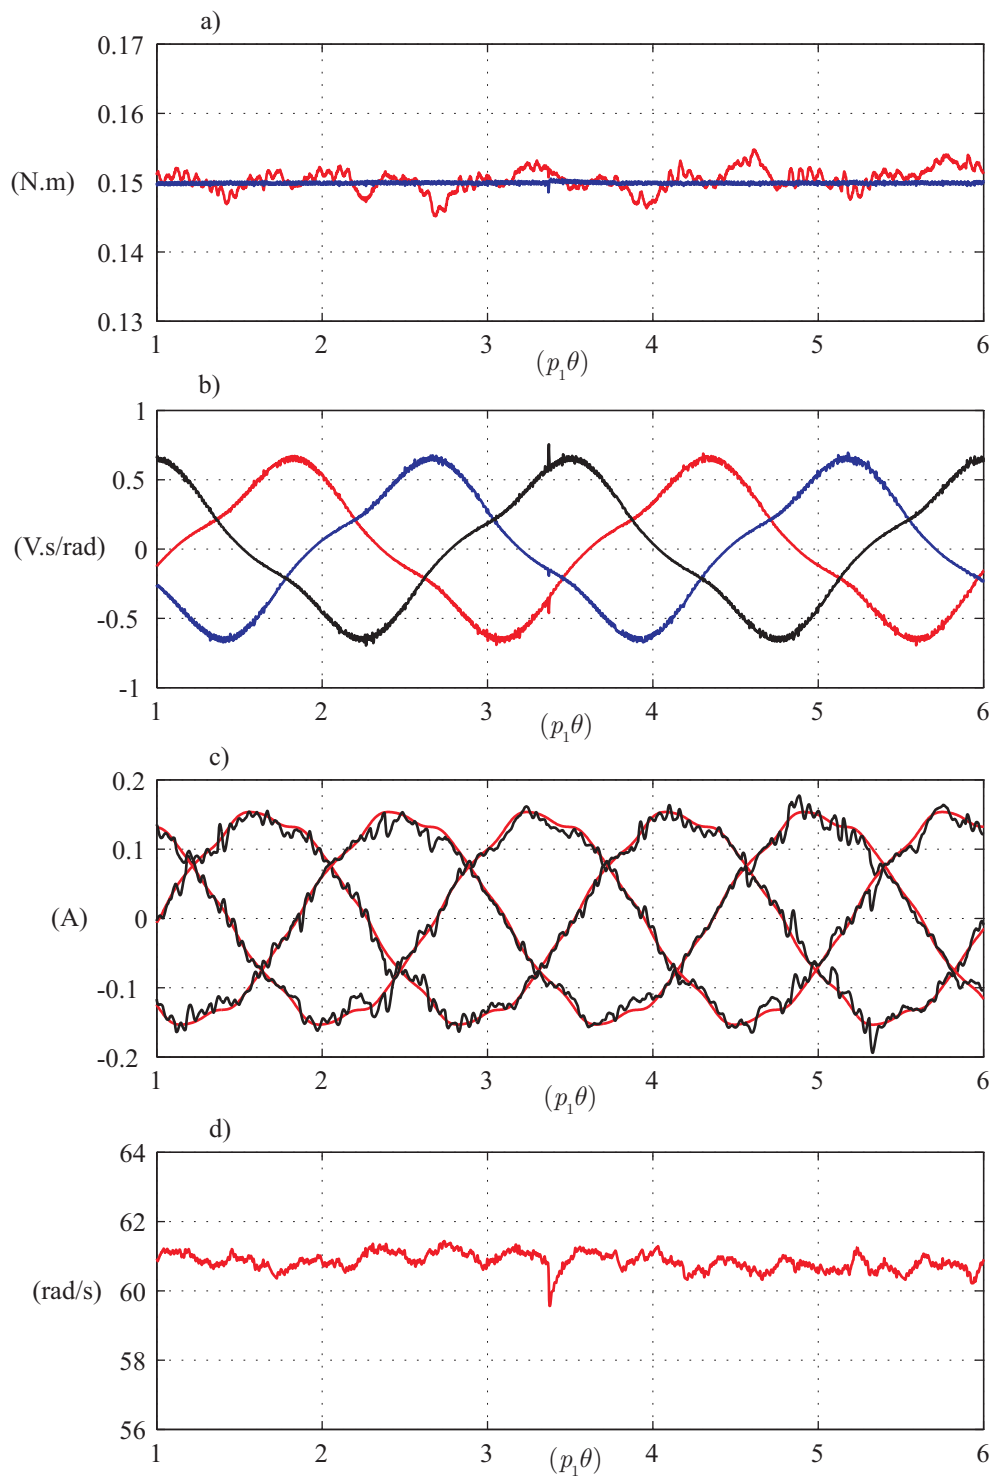 a)
0.17
0.16
(N.m)
0.15
0.14
0.13
1 2 3 4 5 6
(p₁θ)
b)
1
0.5
(V.s/rad)
0
-0.5
-1
1 2 3 4 5 6
(p₁θ)
c)
0.2
0.1
(A)
0
-0.1
-0.2
1 2 3 4 5 6
(p₁θ)
d)
64
62
(rad/s)
60
58
56
1 2 3 4 5 6
(p₁θ)